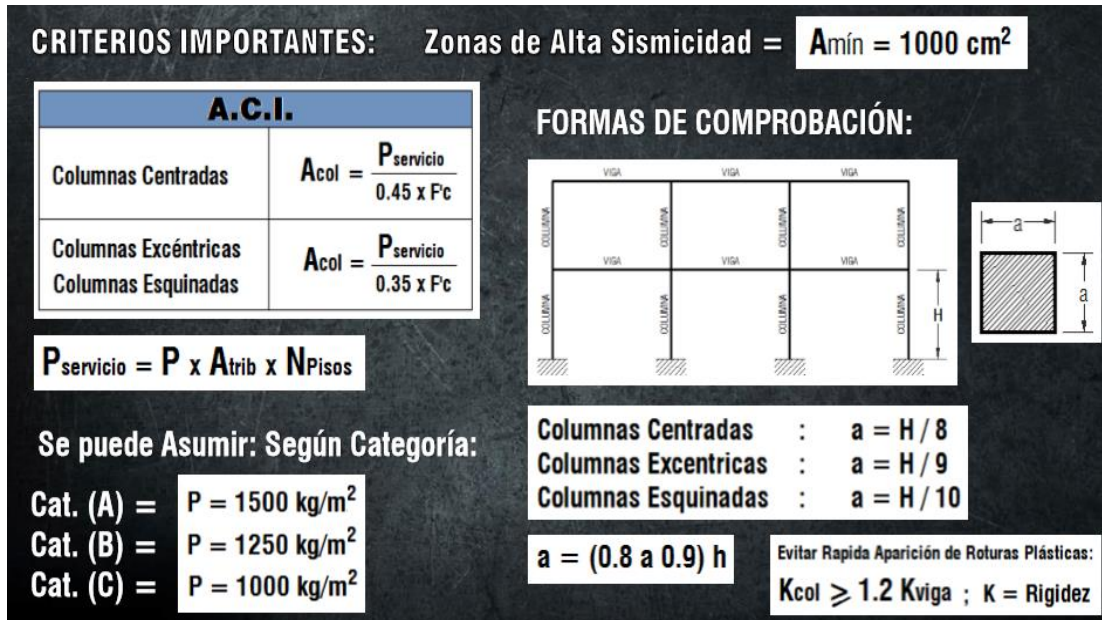 CRITERIOS IMPORTANTES: Zonas de Alta Sismicidad = Amín = 1000 cm²
A.C.I.
Columnas Centradas Acol = Pservicio / 0.45 x F'c
Columnas Excéntricas
Columnas Esquinadas Acol = Pservicio / 0.35 x F'c
Pservicio = P x Atrib x NPisos
Se puede Asumir: Según Categoría:
Cat. (A) = P = 1500 kg/m²
Cat. (B) = P = 1250 kg/m²
Cat. (C) = P = 1000 kg/m²
FORMAS DE COMPROBACIÓN:
VIGA VIGA VIGA
COLUMNA COLUMNA COLUMNA COLUMNA
VIGA VIGA VIGA
COLUMNA COLUMNA COLUMNA COLUMNA
H
a
a
Columnas Centradas : a = H / 8
Columnas Excentricas : a = H / 9
Columnas Esquinadas : a = H / 10
a = (0.8 a 0.9) h
Evitar Rapida Aparición de Roturas Plásticas:
Kcol ⩾ 1.2 Kviga ; K = Rigidez